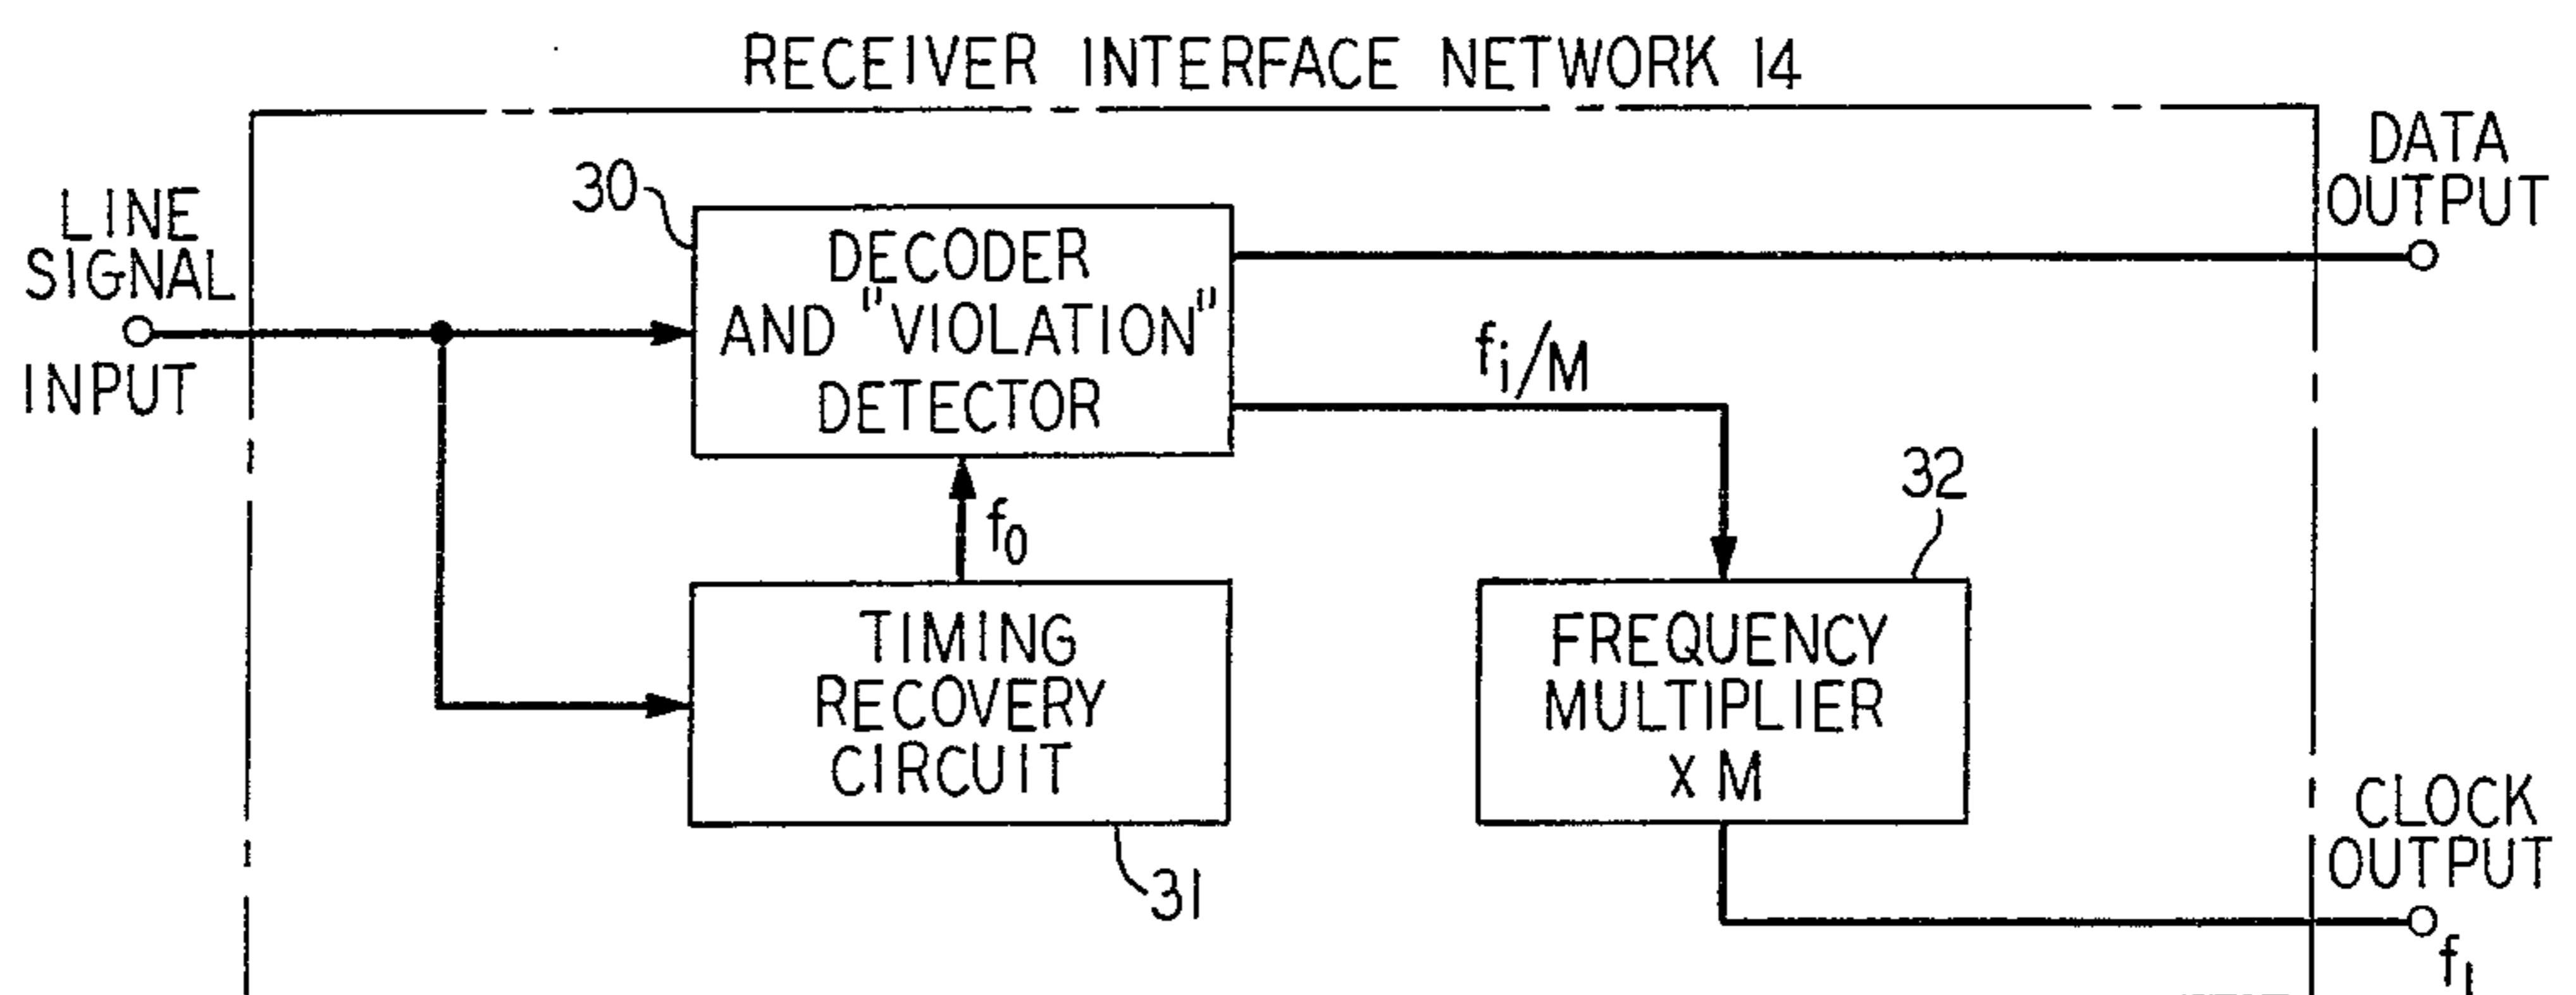 RECEIVER INTERFACE NETWORK 14
LINE
SIGNAL
INPUT
30
DECODER
AND "VIOLATION"
DETECTOR
DATA
OUTPUT
fi/M
f0
32
TIMING
RECOVERY
CIRCUIT
31
FREQUENCY
MULTIPLIER
X M
CLOCK
OUTPUT